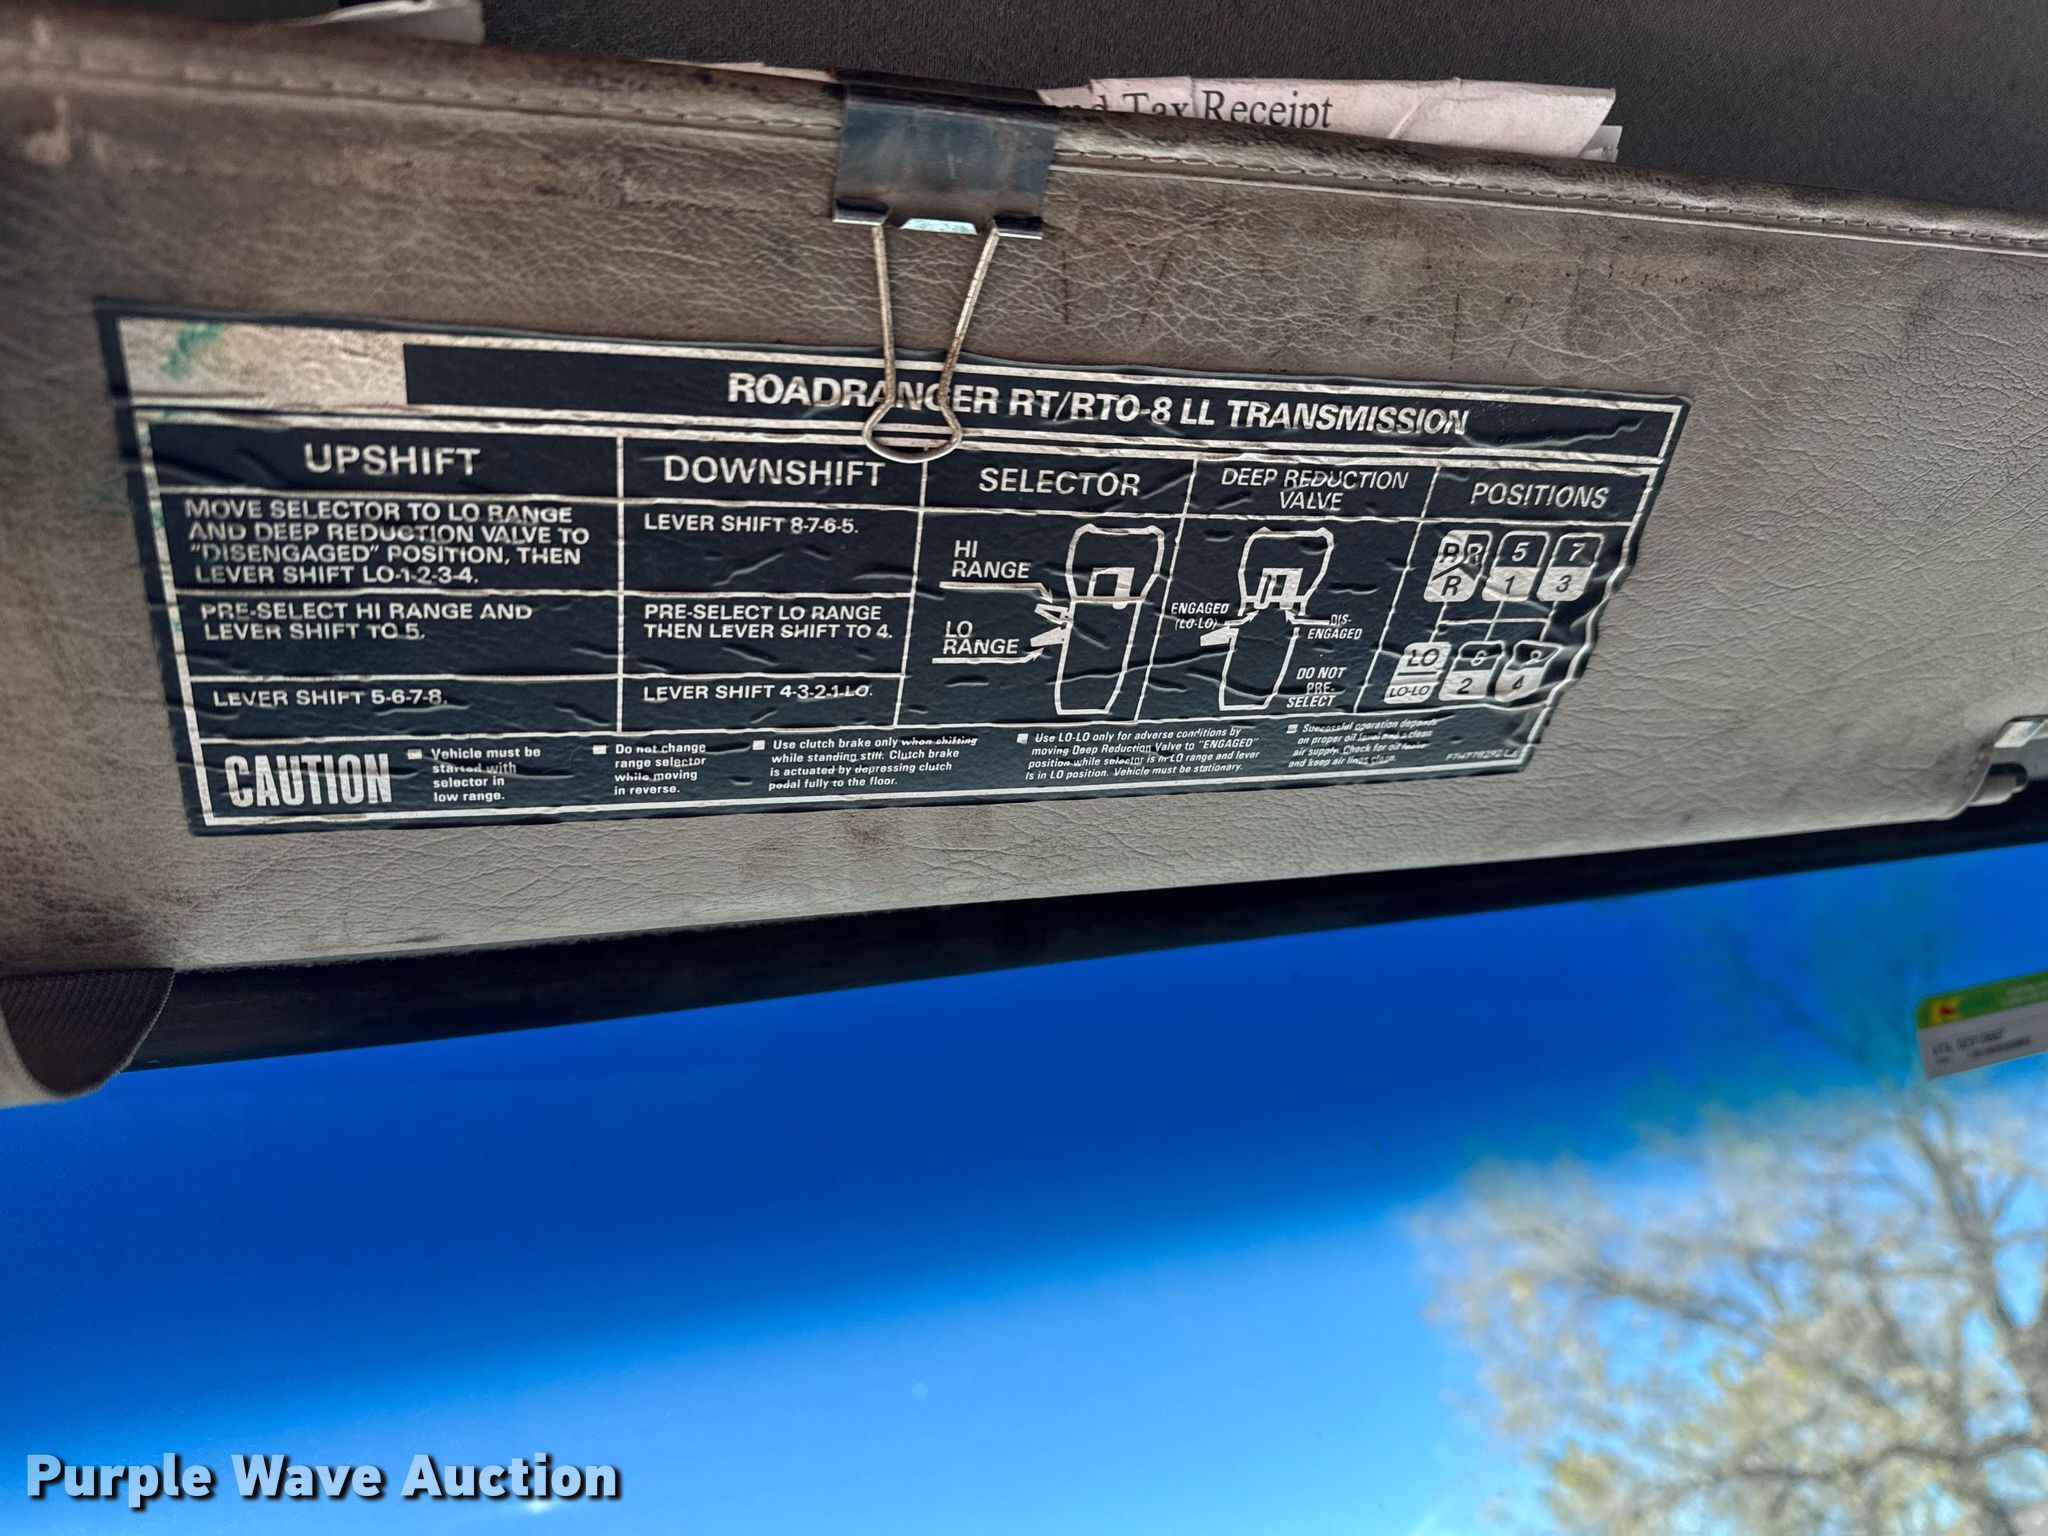 Tax Receipt
ROADRANGER RT/RTO-8 LL TRANSMISSION
UPSHIFT
MOVE SELECTOR TO LO RANGE
AND DEEP REDUCTION VALVE TO
"DISENGAGED" POSITION, THEN
LEVER SHIFT LO-1-2-3-4.
PRE-SELECT HI RANGE AND
LEVER SHIFT TO 5.
LEVER SHIFT 5-6-7-8.
DOWNSHIFT
LEVER SHIFT 8-7-6-5.
PRE-SELECT LO RANGE
THEN LEVER SHIFT TO 4.
LEVER SHIFT 4-3-2-1-LO.
SELECTOR
HI
RANGE
LO
RANGE
DEEP REDUCTION
VALVE
ENGAGED
(LO-LO)
DIS-
ENGAGED
DO NOT
PRE-
SELECT
POSITIONS
R R 5 7
R 1 3
LO 6 8
LO-LO 2 4
CAUTION
Vehicle must be
started with
selector in
low range.
Do not change
range selector
while moving
in reverse.
Use clutch brake only when shifting
while standing still. Clutch brake
is actuated by depressing clutch
pedal fully to the floor.
Use LO-LO only for adverse conditions by
moving Deep Reduction Valve to "ENGAGED"
position while selector is in LO range and lever
is in LO position. Vehicle must be stationary.
Successful operation depends
on proper oil level and a clean
air supply. Check for oil leaks
and keep air lines clean.
Purple Wave Auction